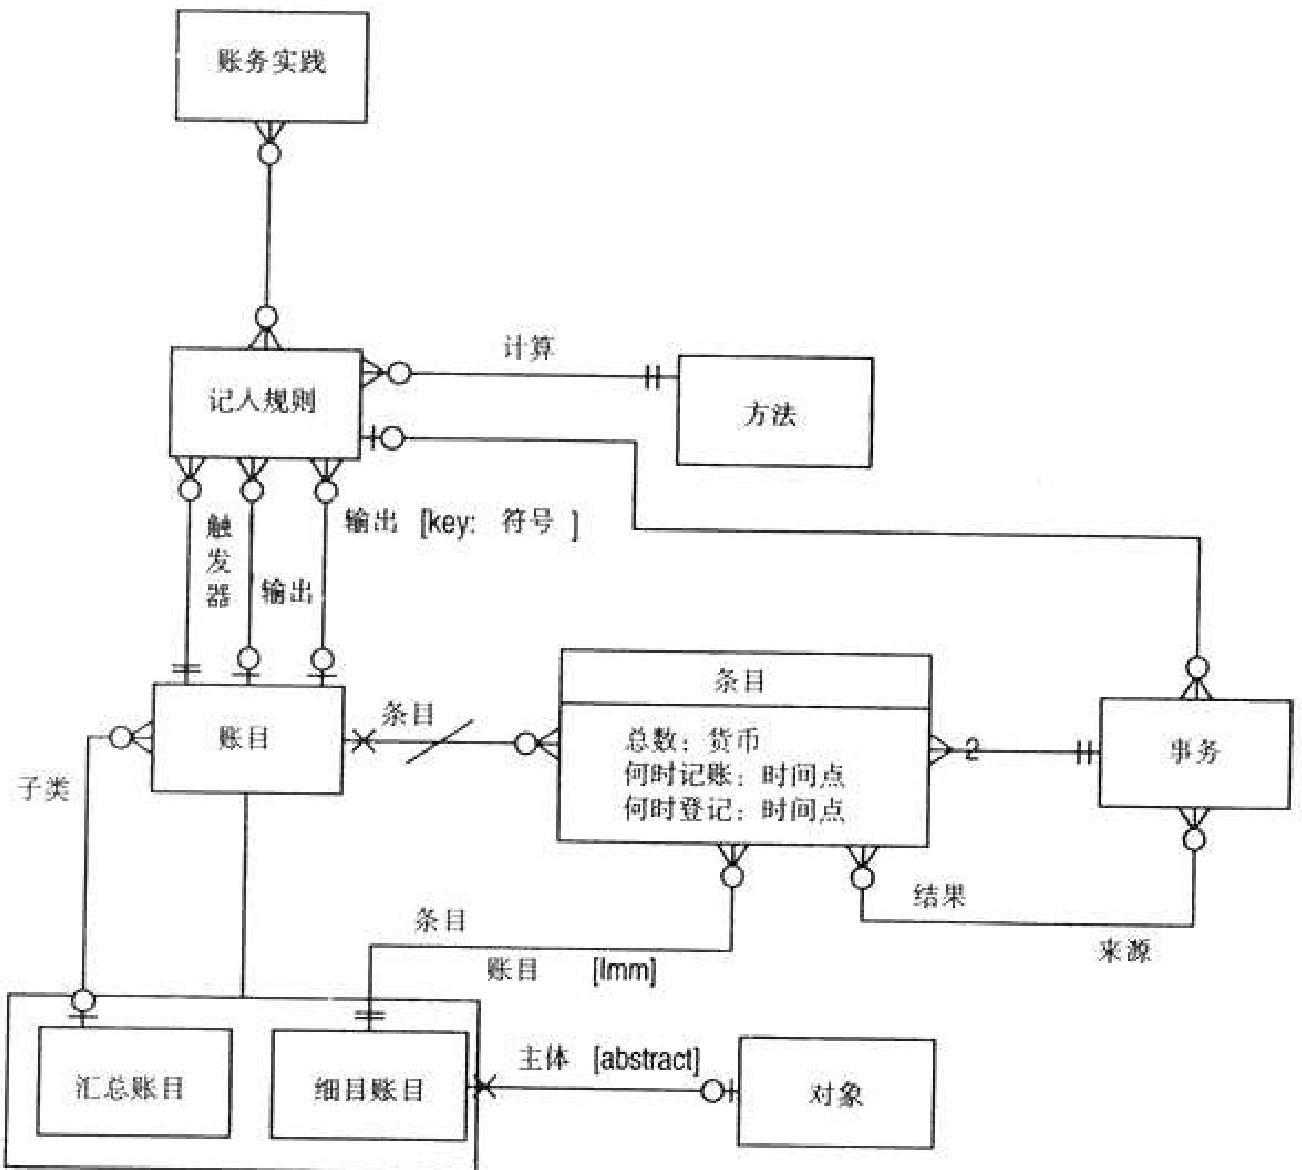 账务实践
计算
记人规则
方法
触发器
输出 [key: 符号 ]
输出
条目
账目
条目
总数：货币
何时记账：时间点
何时登记：时间点
2
事务
子类
结果
来源
条目
账目 [Imm]
主体 [abstract]
汇总账目
细目账目
对象